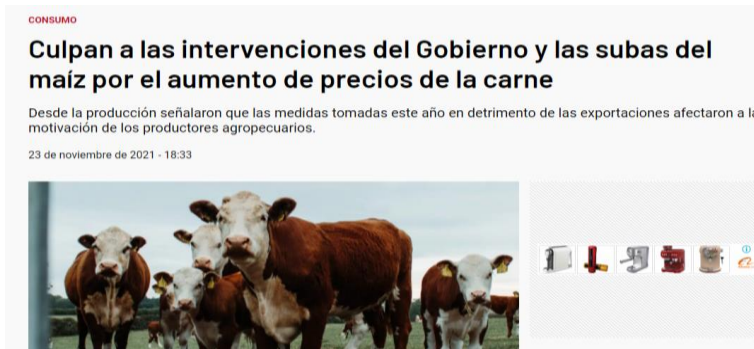 CONSUMO
Culpan a las intervenciones del Gobierno y las subas del
maíz por el aumento de precios de la carne
Desde la producción señalaron que las medidas tomadas este año en detrimento de las exportaciones afectaron a la
motivación de los productores agropecuarios.
23 de noviembre de 2021 - 18:33